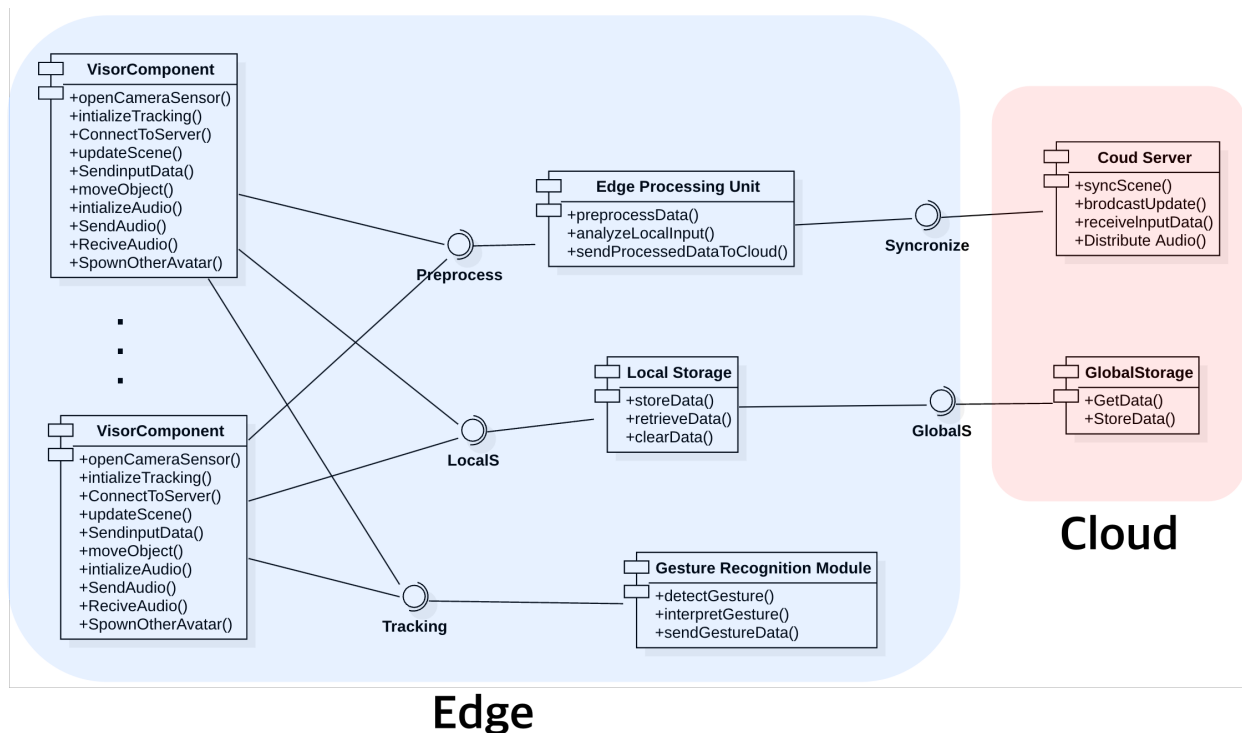 VisorComponent
+openCameraSensor()
+intializeTracking()
+ConnectToServer()
+updateScene()
+SendinputData()
+moveObject()
+intializeAudio()
+SendAudio()
+ReciveAudio()
+SpownOtherAvatar()
VisorComponent
+openCameraSensor()
+intializeTracking()
+ConnectToServer()
+updateScene()
+SendinputData()
+moveObject()
+intializeAudio()
+SendAudio()
+ReciveAudio()
+SpownOtherAvatar()
Preprocess
LocalS
Tracking
Edge Processing Unit
+preprocessData()
+analyzeLocalInput()
+sendProcessedDataToCloud()
Local Storage
+storeData()
+retrieveData()
+clearData()
Gesture Recognition Module
+detectGesture()
+interpretGesture()
+sendGestureData()
Syncronize
GlobalS
Coud Server
+syncScene()
+brodcastUpdate()
+receiveInputData()
+Distribute Audio()
GlobalStorage
+GetData()
+StoreData()
Cloud
Edge